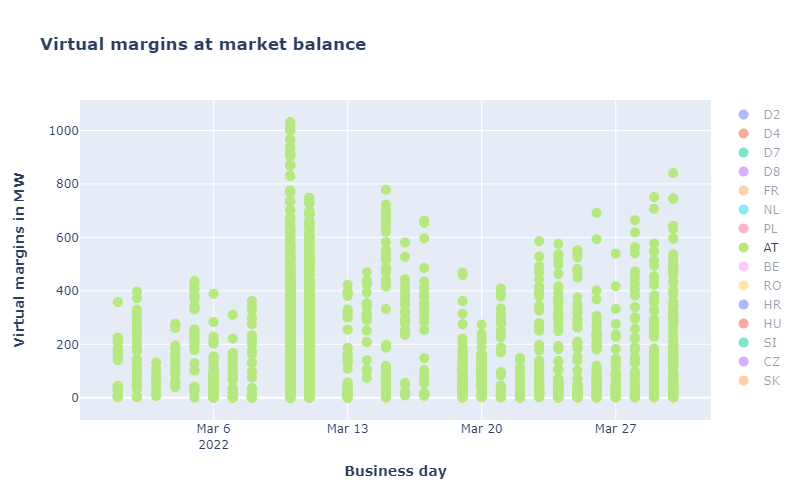 Virtual margins at market balance
Virtual margins in MW
1000
800
600
400
200
0
Mar 6
2022
Mar 13
Mar 20
Mar 27
Business day
D2
D4
D7
D8
FR
NL
PL
AT
BE
RO
HR
HU
SI
CZ
SK